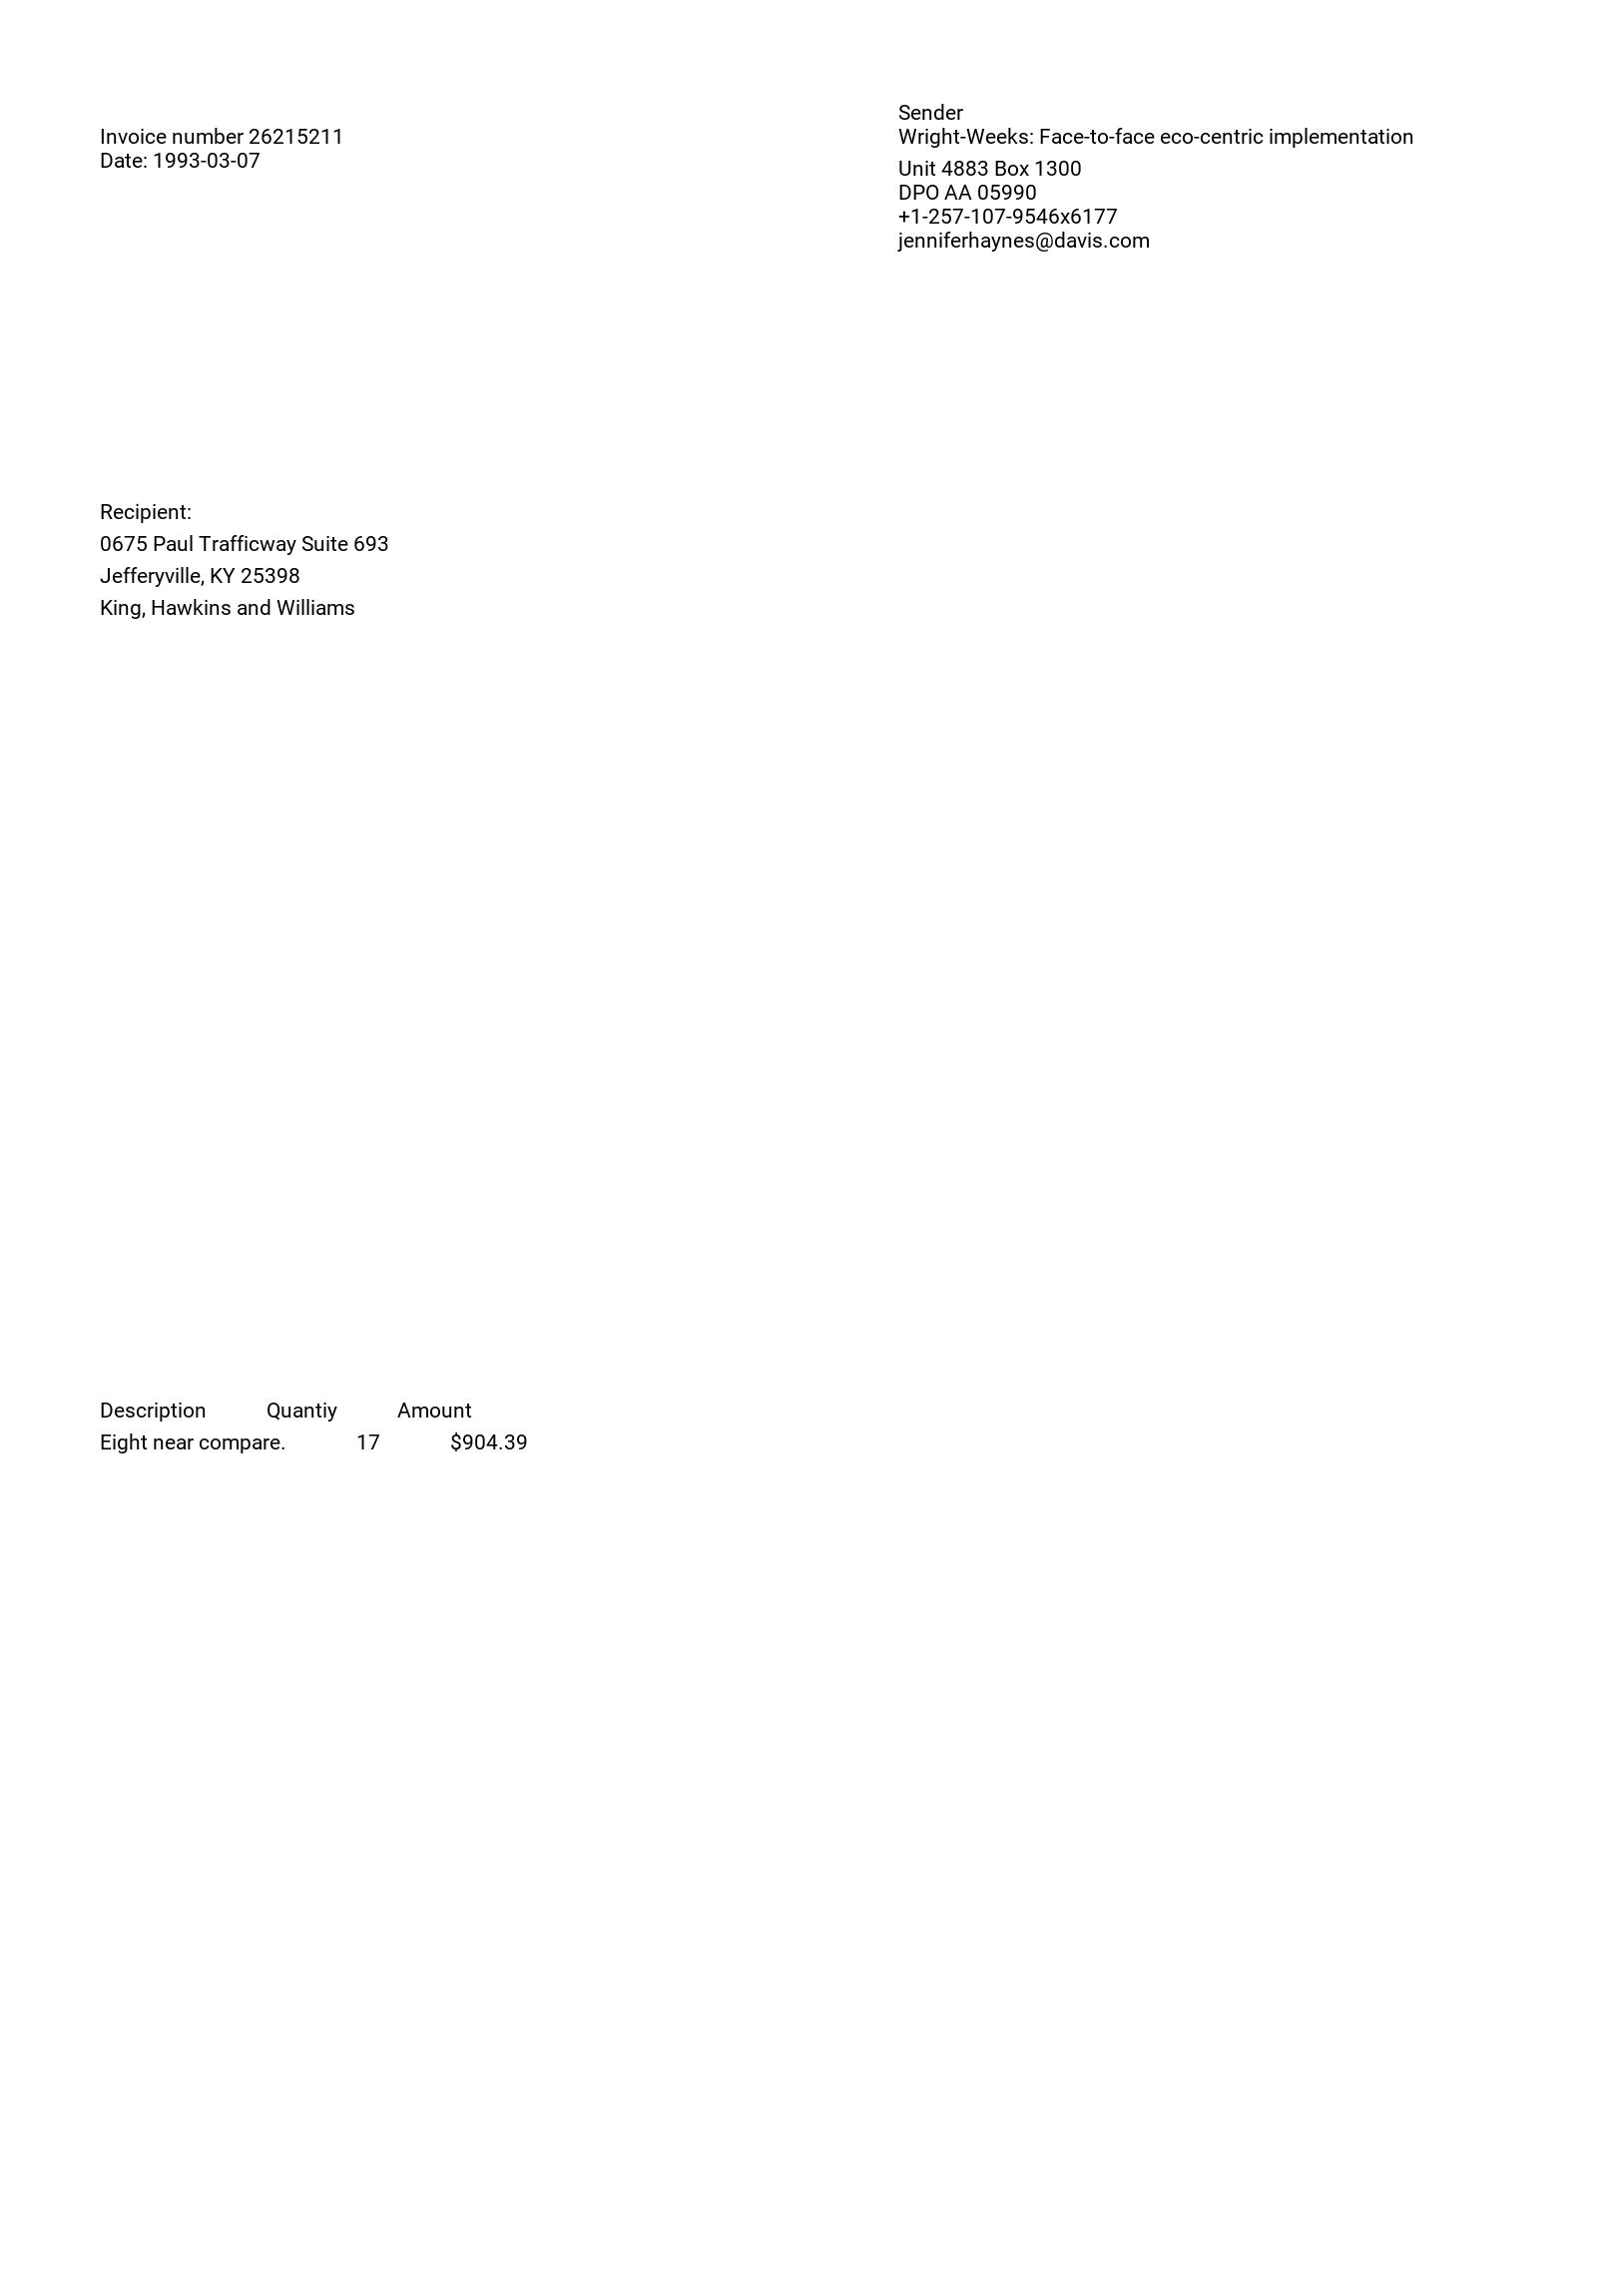 Invoice number 26215211
Date: 1993-03-07
Sender
Wright-Weeks: Face-to-face eco-centric implementation
Unit 4883 Box 1300
DPO AA 05990
+1-257-107-9546x6177
jenniferhaynes@davis.com
Recipient:
0675 Paul Trafficway Suite 693
Jefferyville, KY 25398
King, Hawkins and Williams
Description Quantiy Amount
Eight near compare. 17 $904.39